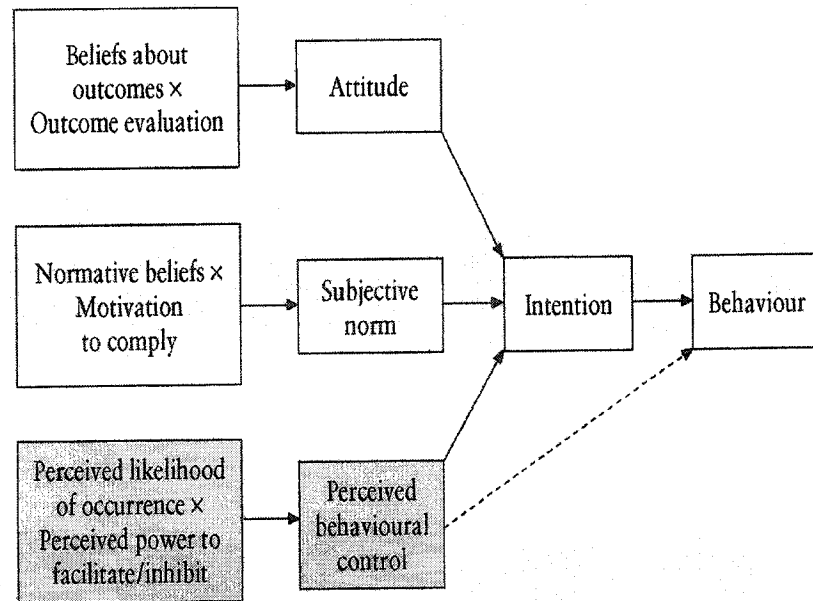 Beliefs about
outcomes ×
Outcome evaluation
Attitude
Normative beliefs ×
Motivation
to comply
Subjective
norm
Intention
Behaviour
Perceived likelihood
of occurrence ×
Perceived power to
facilitate/inhibit
Perceived
behavioural
control